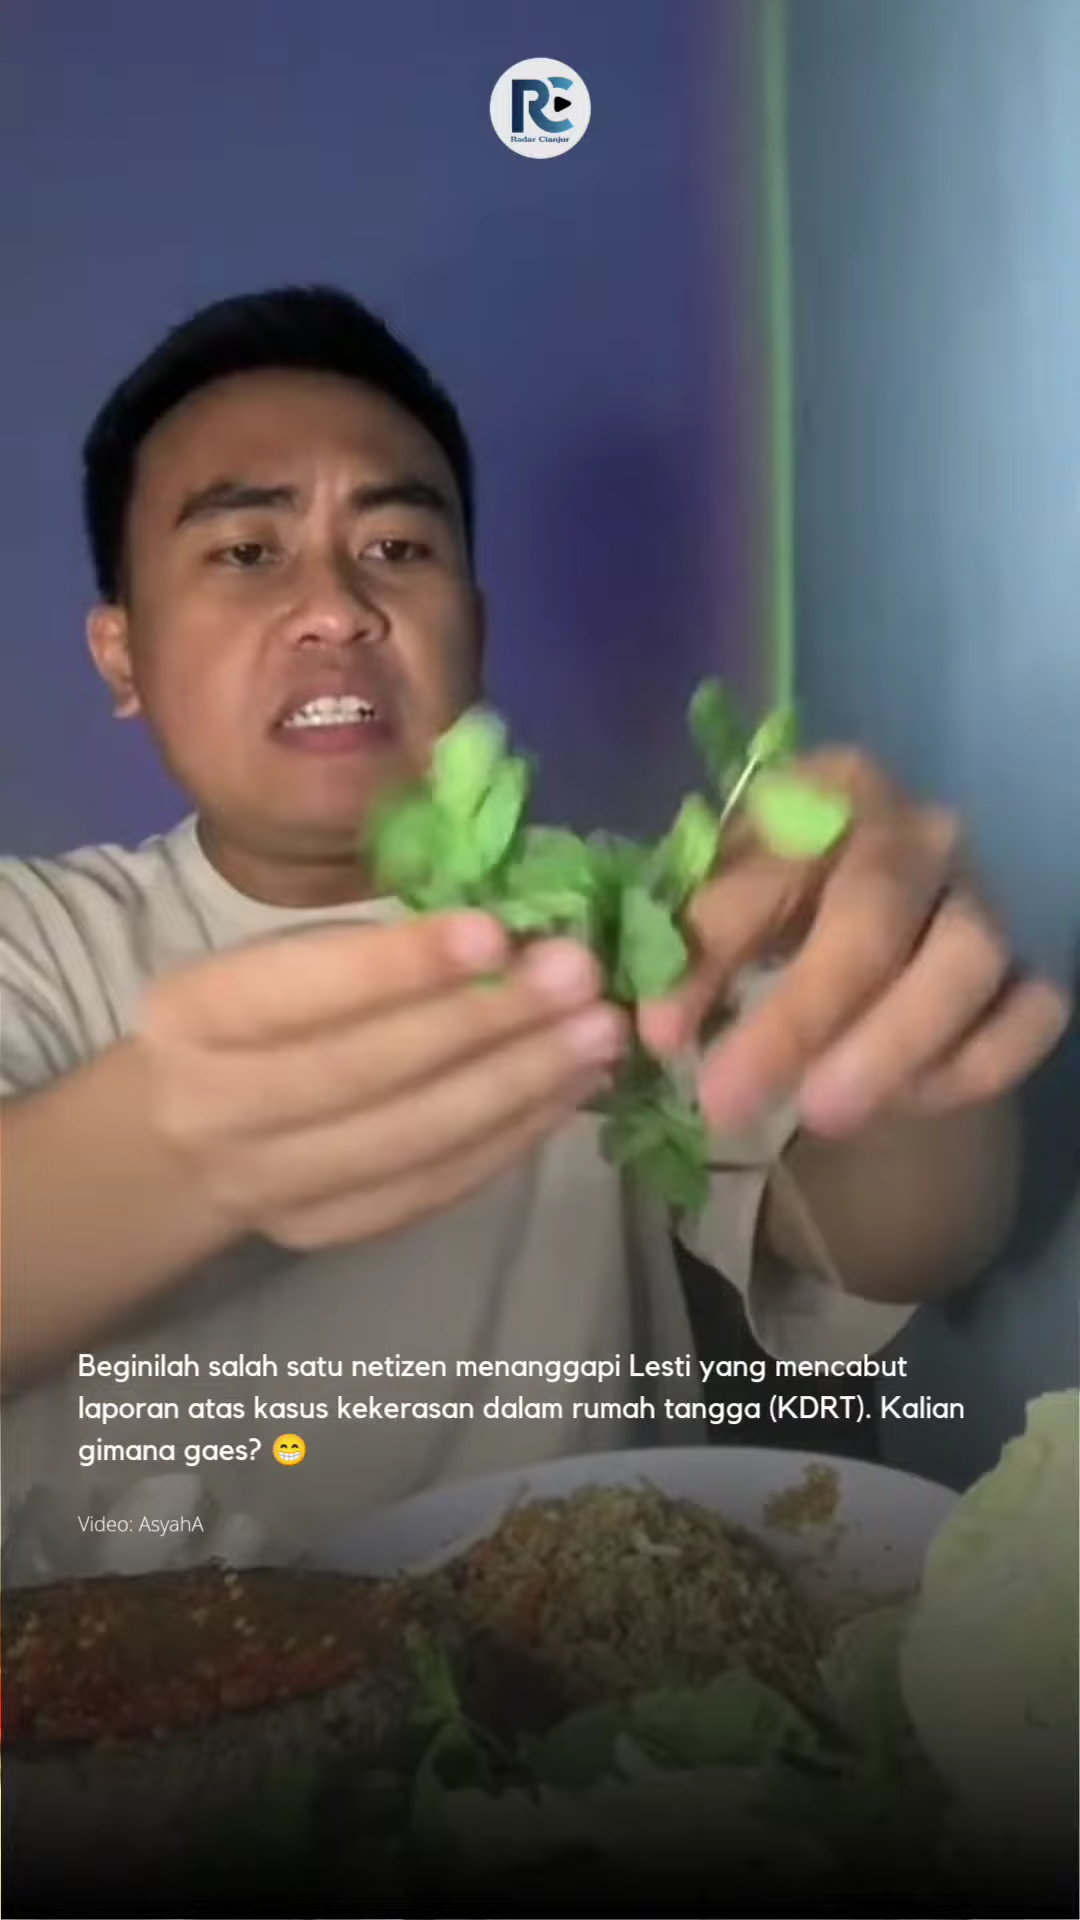 RC
Radar Cianjur
Beginilah salah satu netizen menanggapi Lesti yang mencabut
laporan atas kasus kekerasan dalam rumah tangga (KDRT). Kalian
gimana gaes? 😁
Video: AsyahA